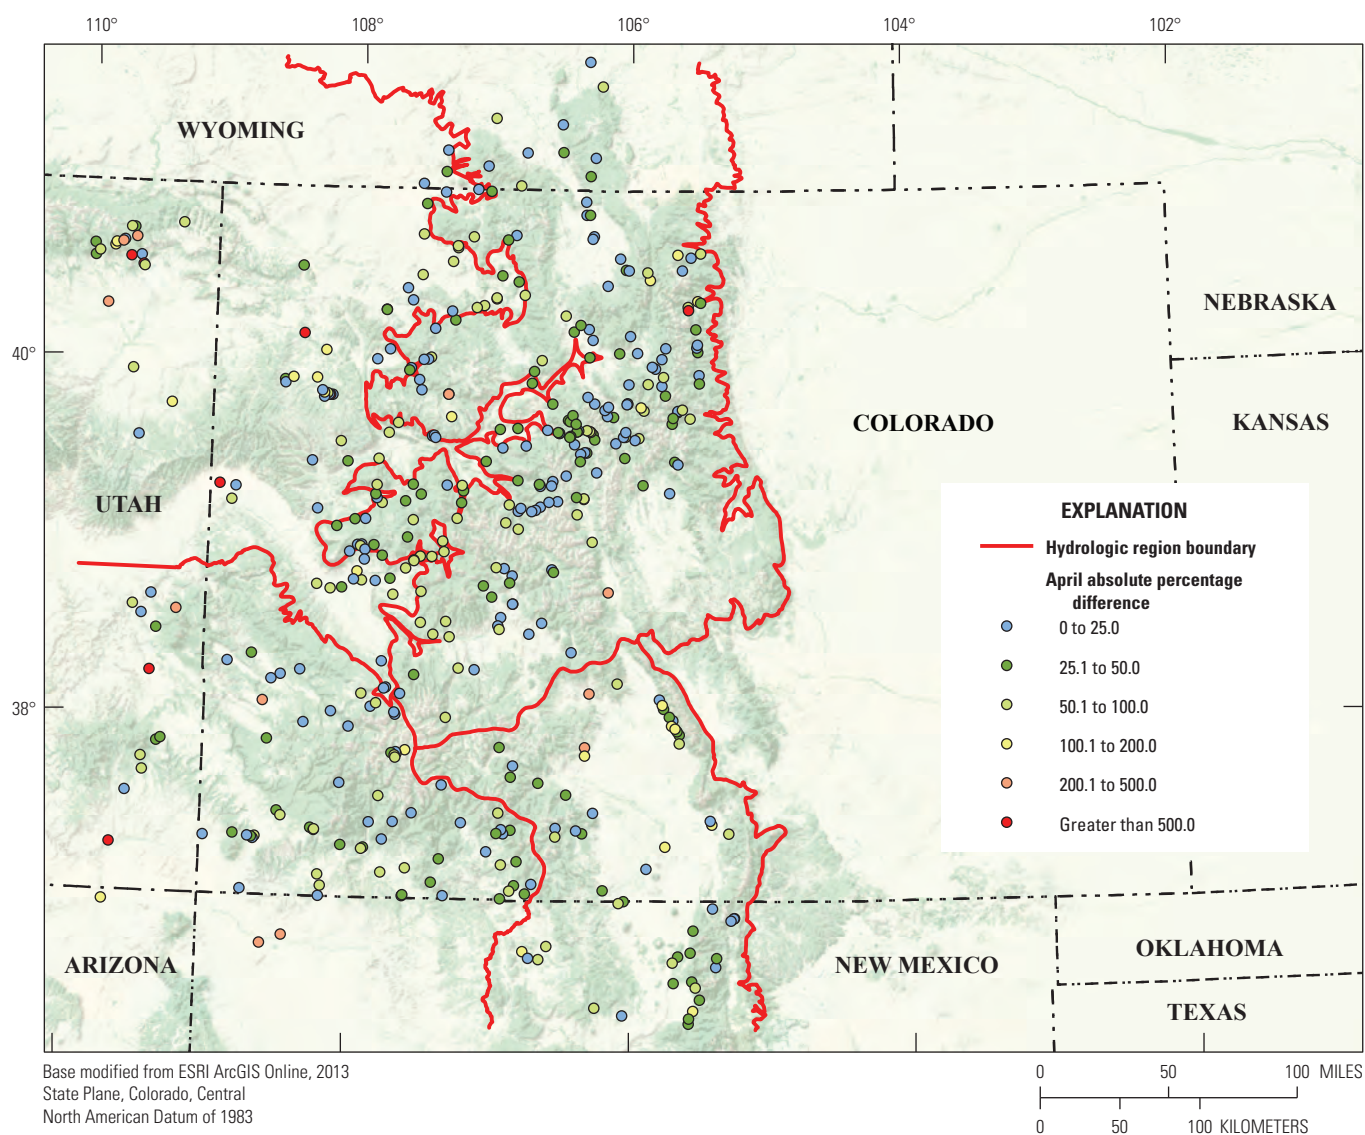 110°
108°
106°
104°
102°
WYOMING
NEBRASKA
40°
COLORADO
KANSAS
UTAH
EXPLANATION
Hydrologic region boundary
April absolute percentage
difference
0 to 25.0
25.1 to 50.0
50.1 to 100.0
100.1 to 200.0
200.1 to 500.0
Greater than 500.0
38°
ARIZONA
NEW MEXICO
OKLAHOMA
TEXAS
Base modified from ESRI ArcGIS Online, 2013
State Plane, Colorado, Central
North American Datum of 1983
0 50 100 MILES
0 50 100 KILOMETERS